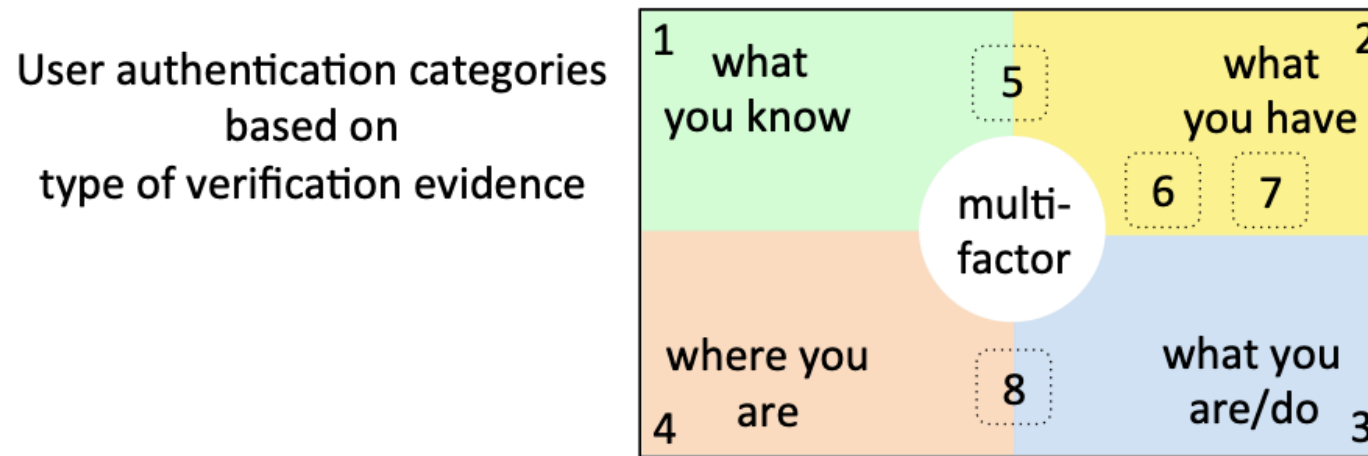 User authentication categories
based on
type of verification evidence
1
what
you know
5
2
what
you have
6
7
multi-
factor
where you
are
4
8
what you
are/do
3